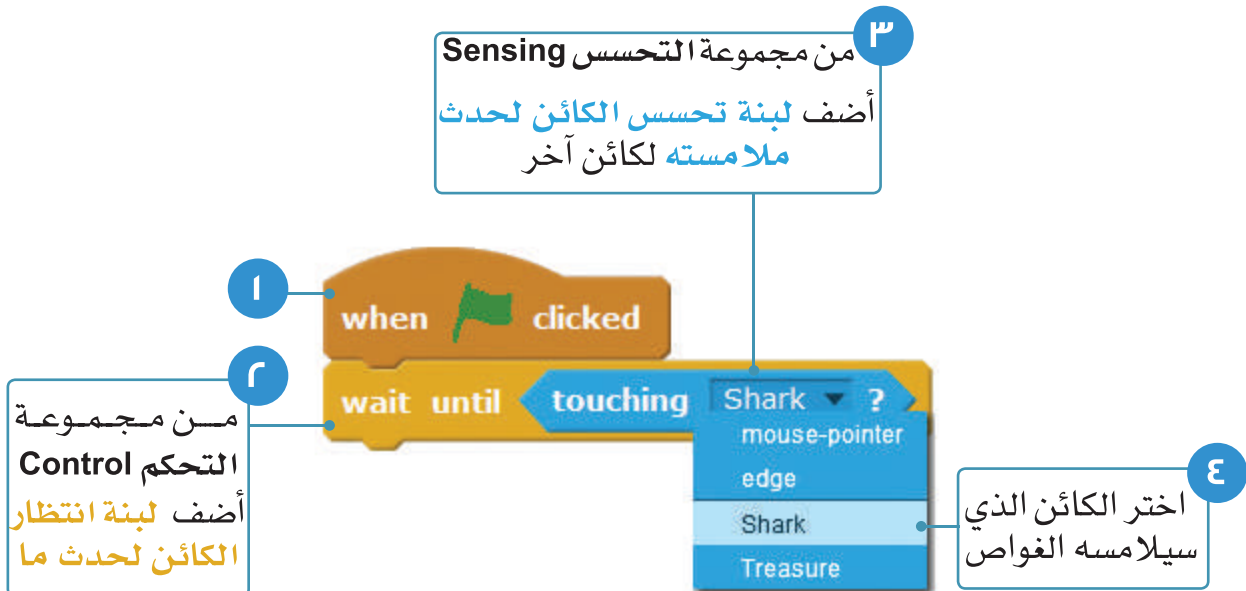 ٣
من مجموعة التحسس Sensing
أضف لبنة تحسس الكائن لحدث
ملامسته لكائن آخر
١
when clicked
wait until touching Shark ?
mouse-pointer
edge
Shark
Treasure
٢
من مجموعة
التحكم Control
أضف لبنة انتظار
الكائن لحدث ما
٤
اختر الكائن الذي
سيلامسه الغواص